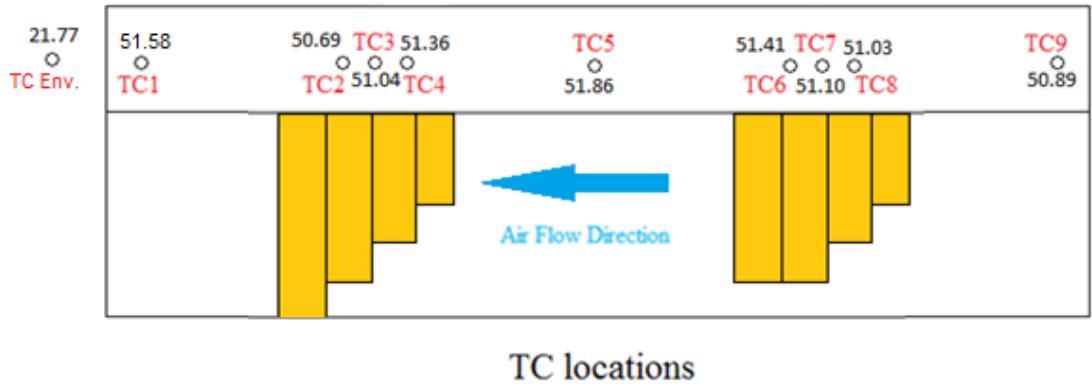 21.77
TC Env.
51.58
TC1
50.69 TC3 51.36
TC2 51.04 TC4
TC5
51.86
51.41 TC7 51.03
TC6 51.10 TC8
TC9
50.89
Air Flow Direction
TC locations